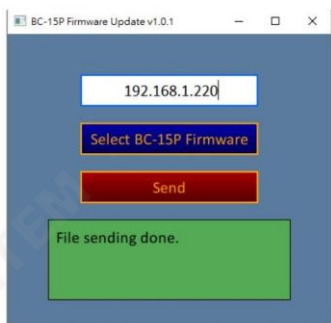 BC-15P Firmware Update v1.0.1
192.168.1.220
Select BC-15P Firmware
Send
File sending done.